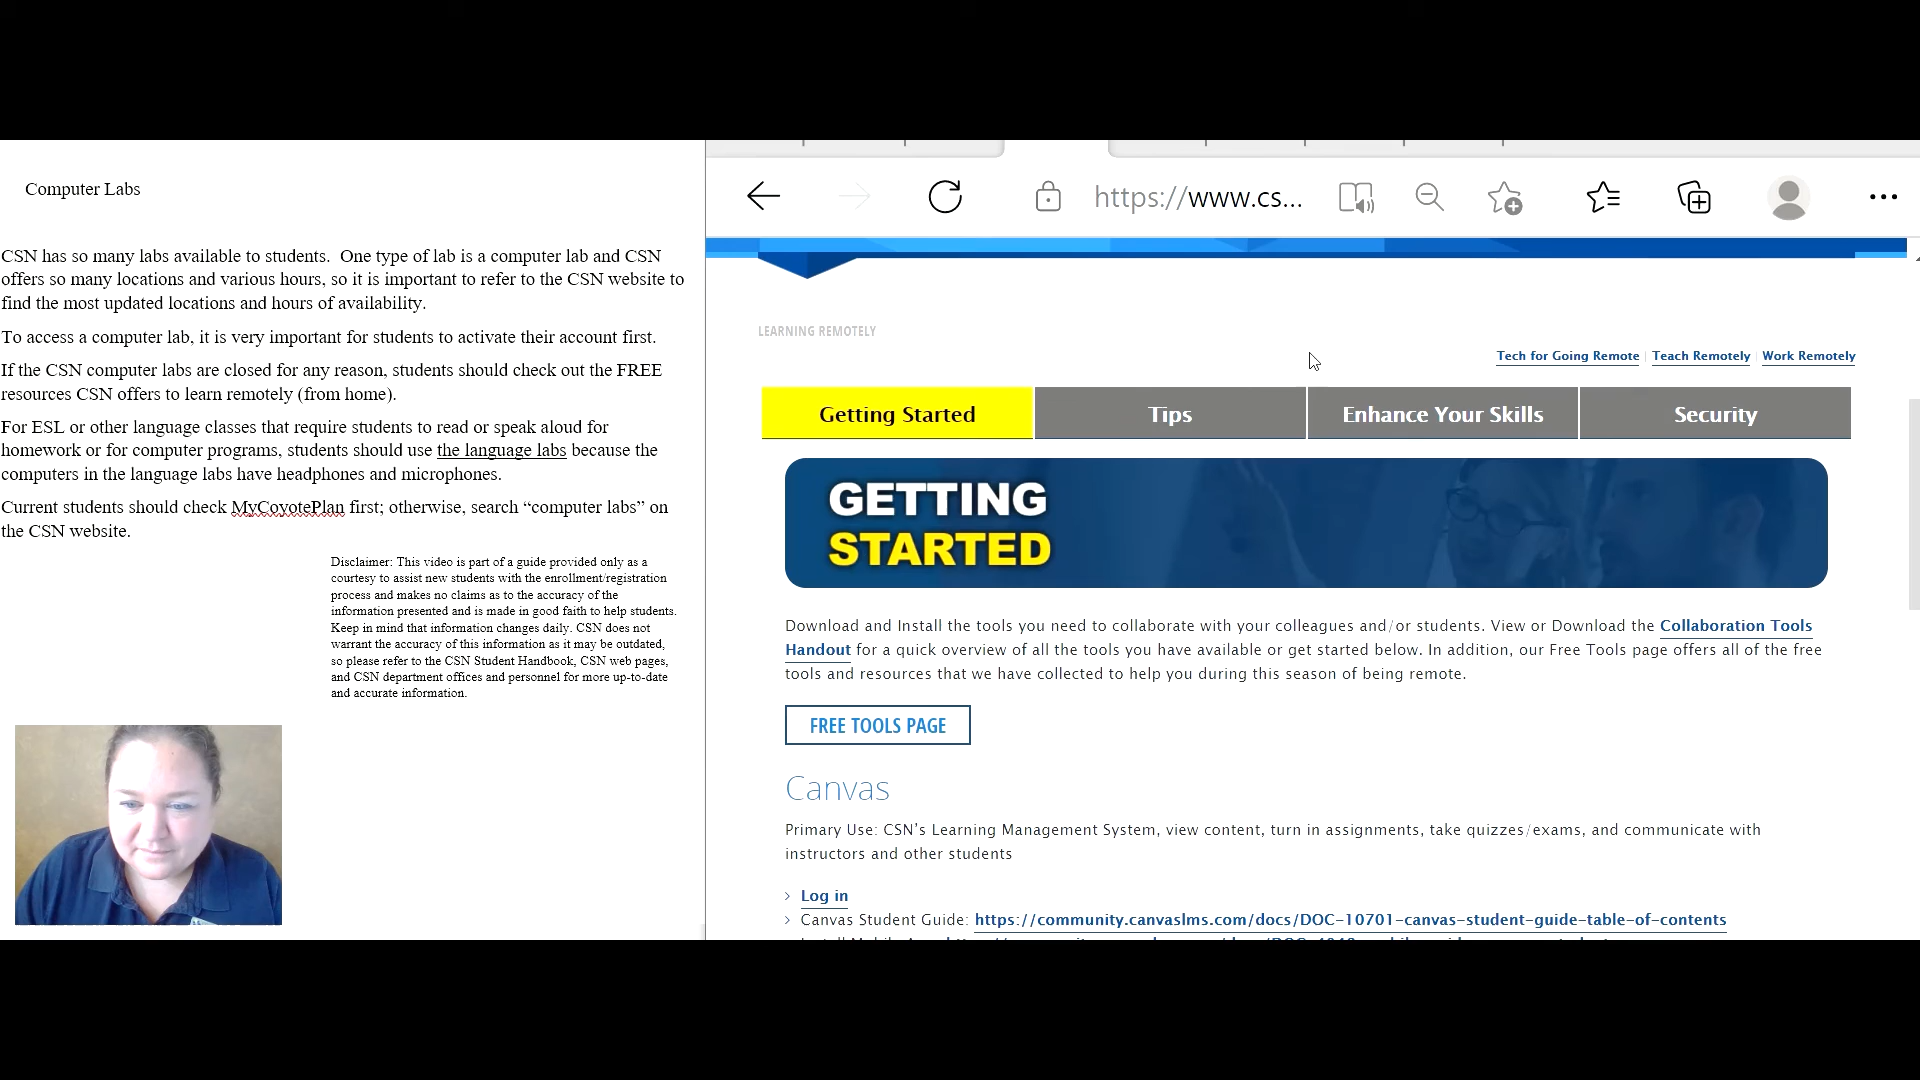 Computer Labs
CSN has so many labs available to students.  One type of lab is a computer lab and CSN
offers so many locations and various hours, so it is important to refer to the CSN website to
find the most updated locations and hours of availability.
To access a computer lab, it is very important for students to activate their account first.
If the CSN computer labs are closed for any reason, students should check out the FREE
resources CSN offers to learn remotely (from home).
For ESL or other language classes that require students to read or speak aloud for
homework or for computer programs, students should use the language labs because the
computers in the language labs have headphones and microphones.
Current students should check MyCoyotePlan first; otherwise, search “computer labs” on
the CSN website.
Disclaimer: This video is part of a guide provided only as a
courtesy to assist new students with the enrollment/registration
process and makes no claims as to the accuracy of the
information presented and is made in good faith to help students.
Keep in mind that information changes daily. CSN does not
warrant the accuracy of this information as it may be outdated,
so please refer to the CSN Student Handbook, CSN web pages,
and CSN department offices and personnel for more up-to-date
and accurate information.
https://www.cs...
LEARNING REMOTELY
Tech for Going Remote | Teach Remotely | Work Remotely
Getting Started Tips Enhance Your Skills Security
GETTING
STARTED
Download and Install the tools you need to collaborate with your colleagues and/or students. View or Download the Collaboration Tools
Handout for a quick overview of all the tools you have available or get started below. In addition, our Free Tools page offers all of the free
tools and resources that we have collected to help you during this season of being remote.
FREE TOOLS PAGE
Canvas
Primary Use: CSN’s Learning Management System, view content, turn in assignments, take quizzes/exams, and communicate with
instructors and other students
Log in
Canvas Student Guide: https://community.canvaslms.com/docs/DOC-10701-canvas-student-guide-table-of-contents